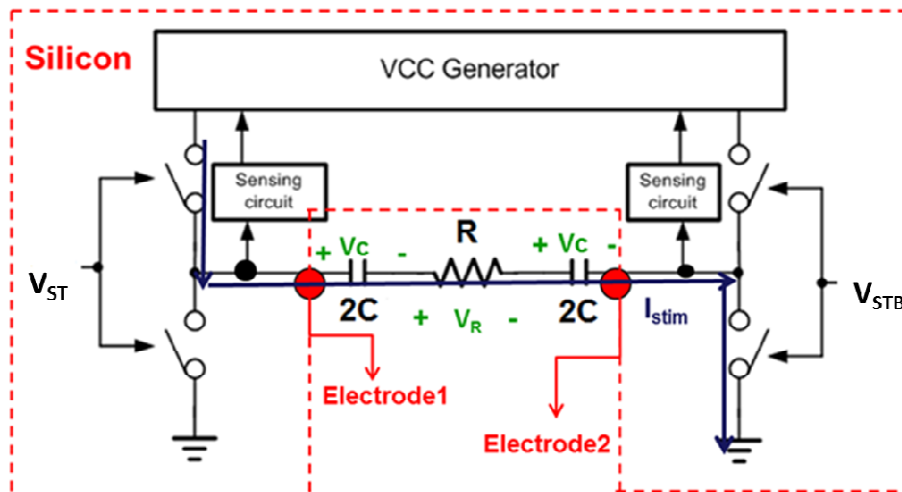 Silicon
VCC Generator
Sensing
circuit
Sensing
circuit
+ VC -
R
+ VC -
VST
2C
+ VR -
2C
Istim
VSTB
Electrode1
Electrode2